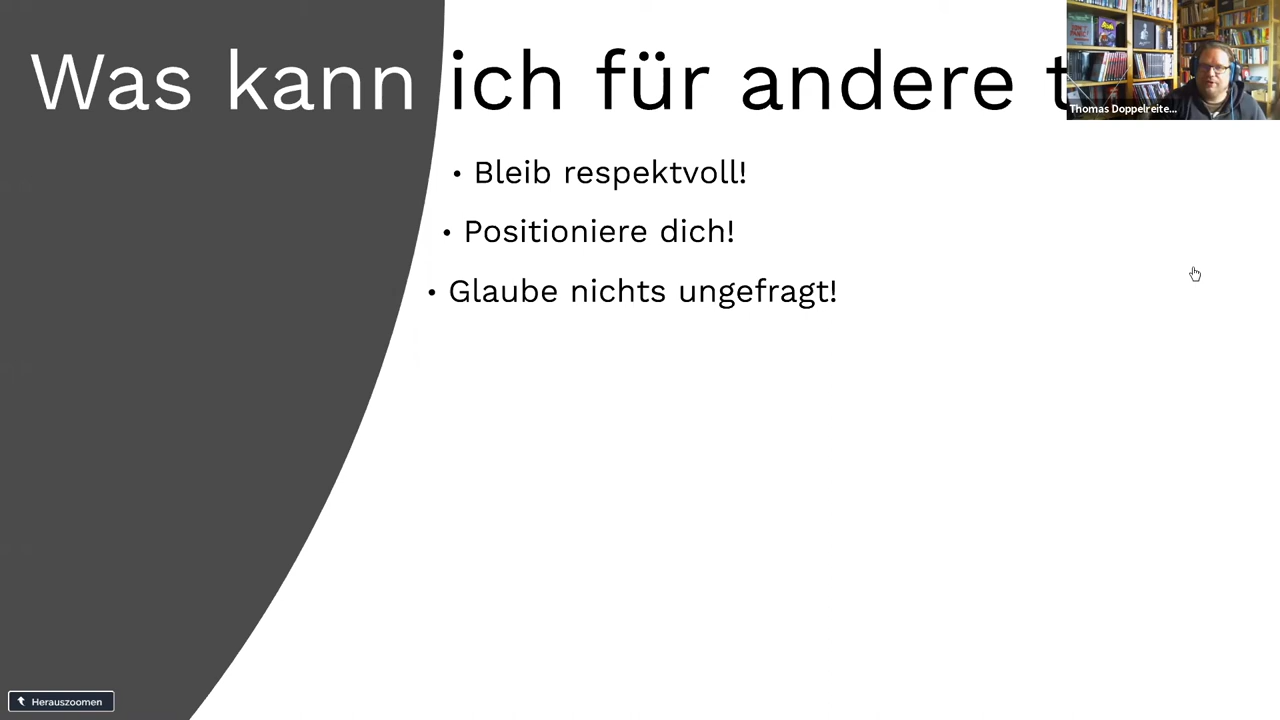 Was kann ich für andere t
Thomas Doppelreite...
• Bleib respektvoll!
• Positioniere dich!
• Glaube nichts ungefragt!
Herauszoomen